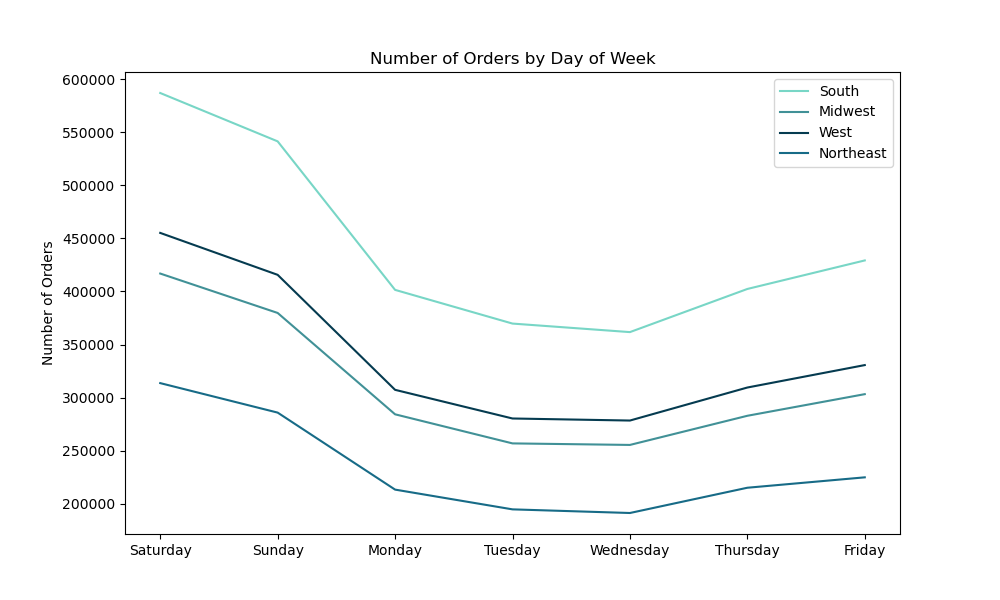 Number of Orders by Day of Week
South
Midwest
West
Northeast
Number of Orders
600000
550000
500000
450000
400000
350000
300000
250000
200000
Saturday Sunday Monday Tuesday Wednesday Thursday Friday